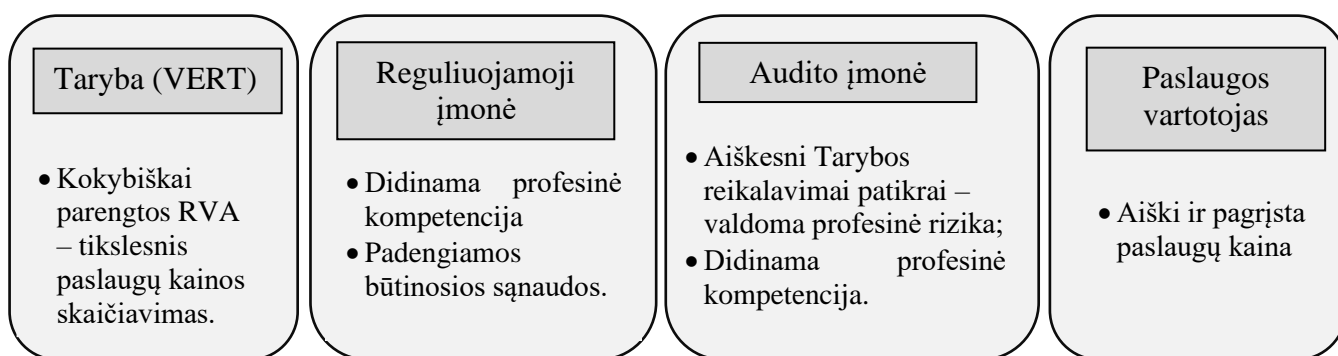 Taryba (VERT)
• Kokybiškai
parengtos RVA
– tikslesnis
paslaugų kainos
skaičiavimas.
Reguliuojamoji
įmonė
• Didinama profesinė
kompetencija
• Padengiamos
būtinosios sąnaudos.
Audito įmonė
• Aiškesni Tarybos
reikalavimai patikrai –
valdoma profesinė rizika;
• Didinama profesinė
kompetencija.
Paslaugos
vartotojas
• Aiški ir pagrįsta
paslaugų kaina